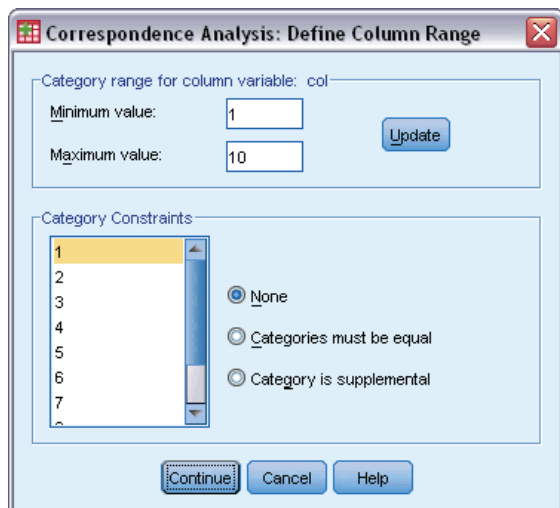 Correspondence Analysis: Define Column Range
Category range for column variable: col
Minimum value:
1
Update
Maximum value:
10
Category Constraints
1
2
3
4
5
6
7
None
Categories must be equal
Category is supplemental
Continue
Cancel
Help